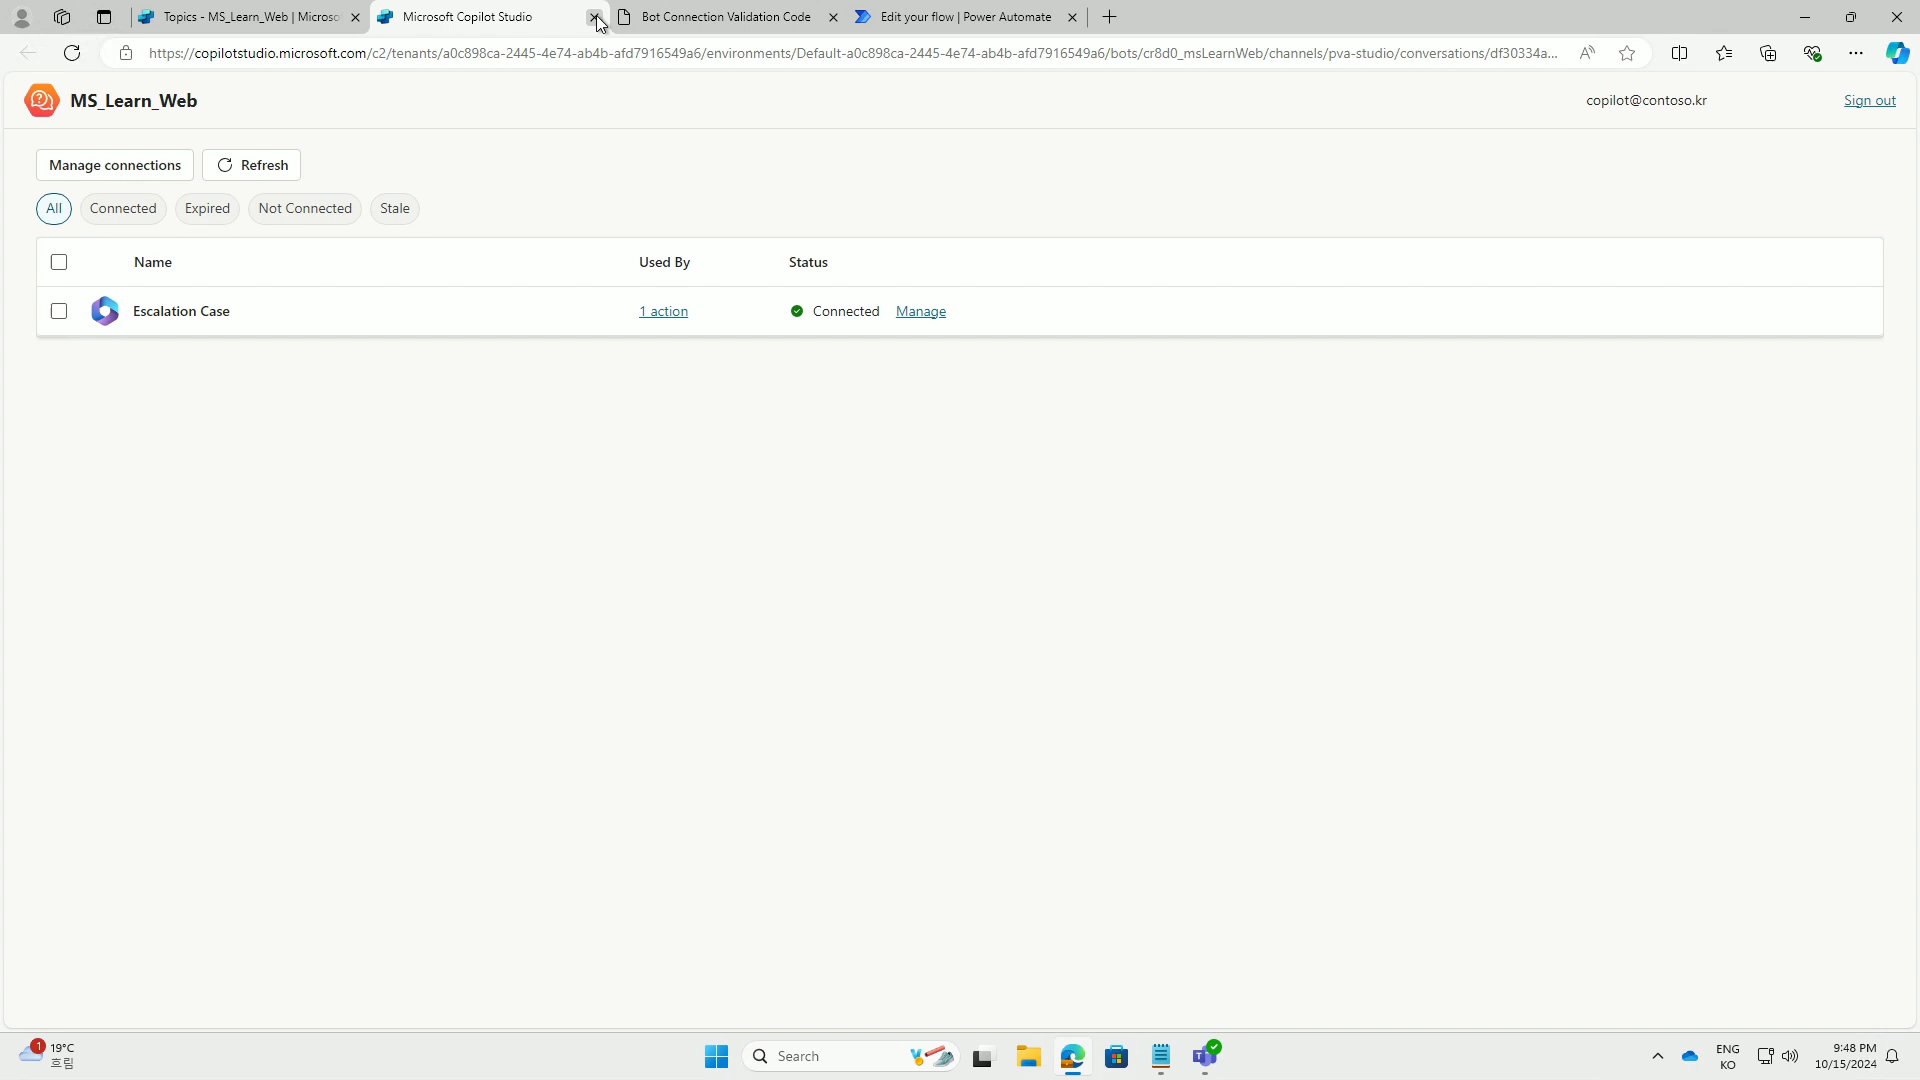 Topics - MS_Learn_Web | Microso
Microsoft Copilot Studio
Bot Connection Validation Code
Edit your flow | Power Automate
https://copilotstudio.microsoft.com/c2/tenants/a0c898ca-2445-4e74-ab4b-afd7916549a6/environments/Default-a0c898ca-2445-4e74-ab4b-afd7916549a6/bots/cr8d0_msLearnWeb/channels/pva-studio/conversations/df30334a...
MS_Learn_Web
copilot@contoso.kr
Sign out
Manage connections
Refresh
All
Connected
Expired
Not Connected
Stale
Name
Used By
Status
Escalation Case
1 action
Connected
Manage
1
19°C
흐림
Search
ENG
KO
9:48 PM
10/15/2024